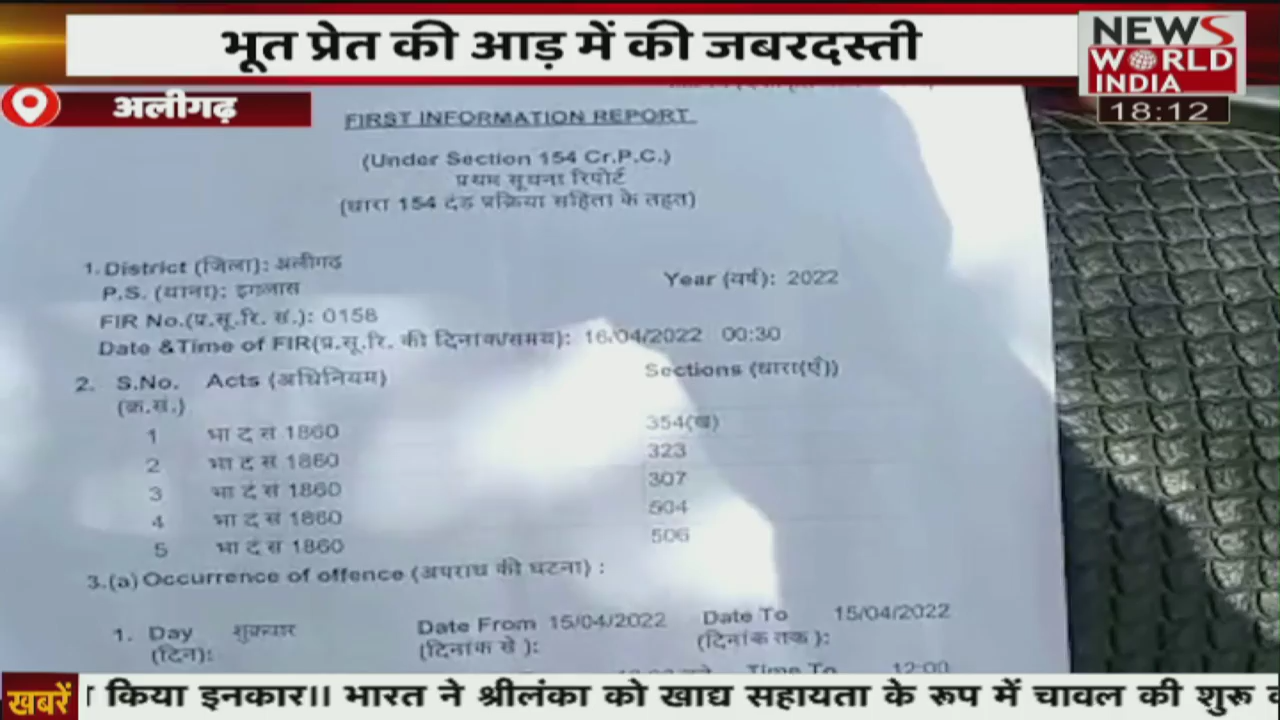 भूत प्रेत की आड़ में की जबरदस्ती
NEWS
WORLD
INDIA
18:12
अलीगढ़
FIRST INFORMATION REPORT
(Under Section 154 Cr.P.C.)
प्रथम सूचना रिपोर्ट
(धारा 154 दंड प्रक्रिया संहिता के तहत)
1. District (जिला): अलीगढ़
P.S. (थाना): इगलास
Year (वर्ष): 2022
FIR No.(प्र.सू.रि. सं.): 0158
Date &Time of FIR(प्र.सू.रि. की दिनांक/समय): 16/04/2022 00:30
2. S.No. Acts (अधिनियम) Sections (धारा(एँ))
(क्र.सं.)
1 भा द सं 1860 354(ख)
2 भा द सं 1860 323
3 भा द सं 1860 307
4 भा द सं 1860 504
5 भा द सं 1860 506
3.(a) Occurrence of offence (अपराध की घटना) :
1. Day शुक्रवार Date From 15/04/2022 Date To 15/04/2022
(दिन): (दिनांक से ): (दिनांक तक ):
Time To 12:00
खबरें किया इनकार।। भारत ने श्रीलंका को खाद्य सहायता के रूप में चावल की शुरू